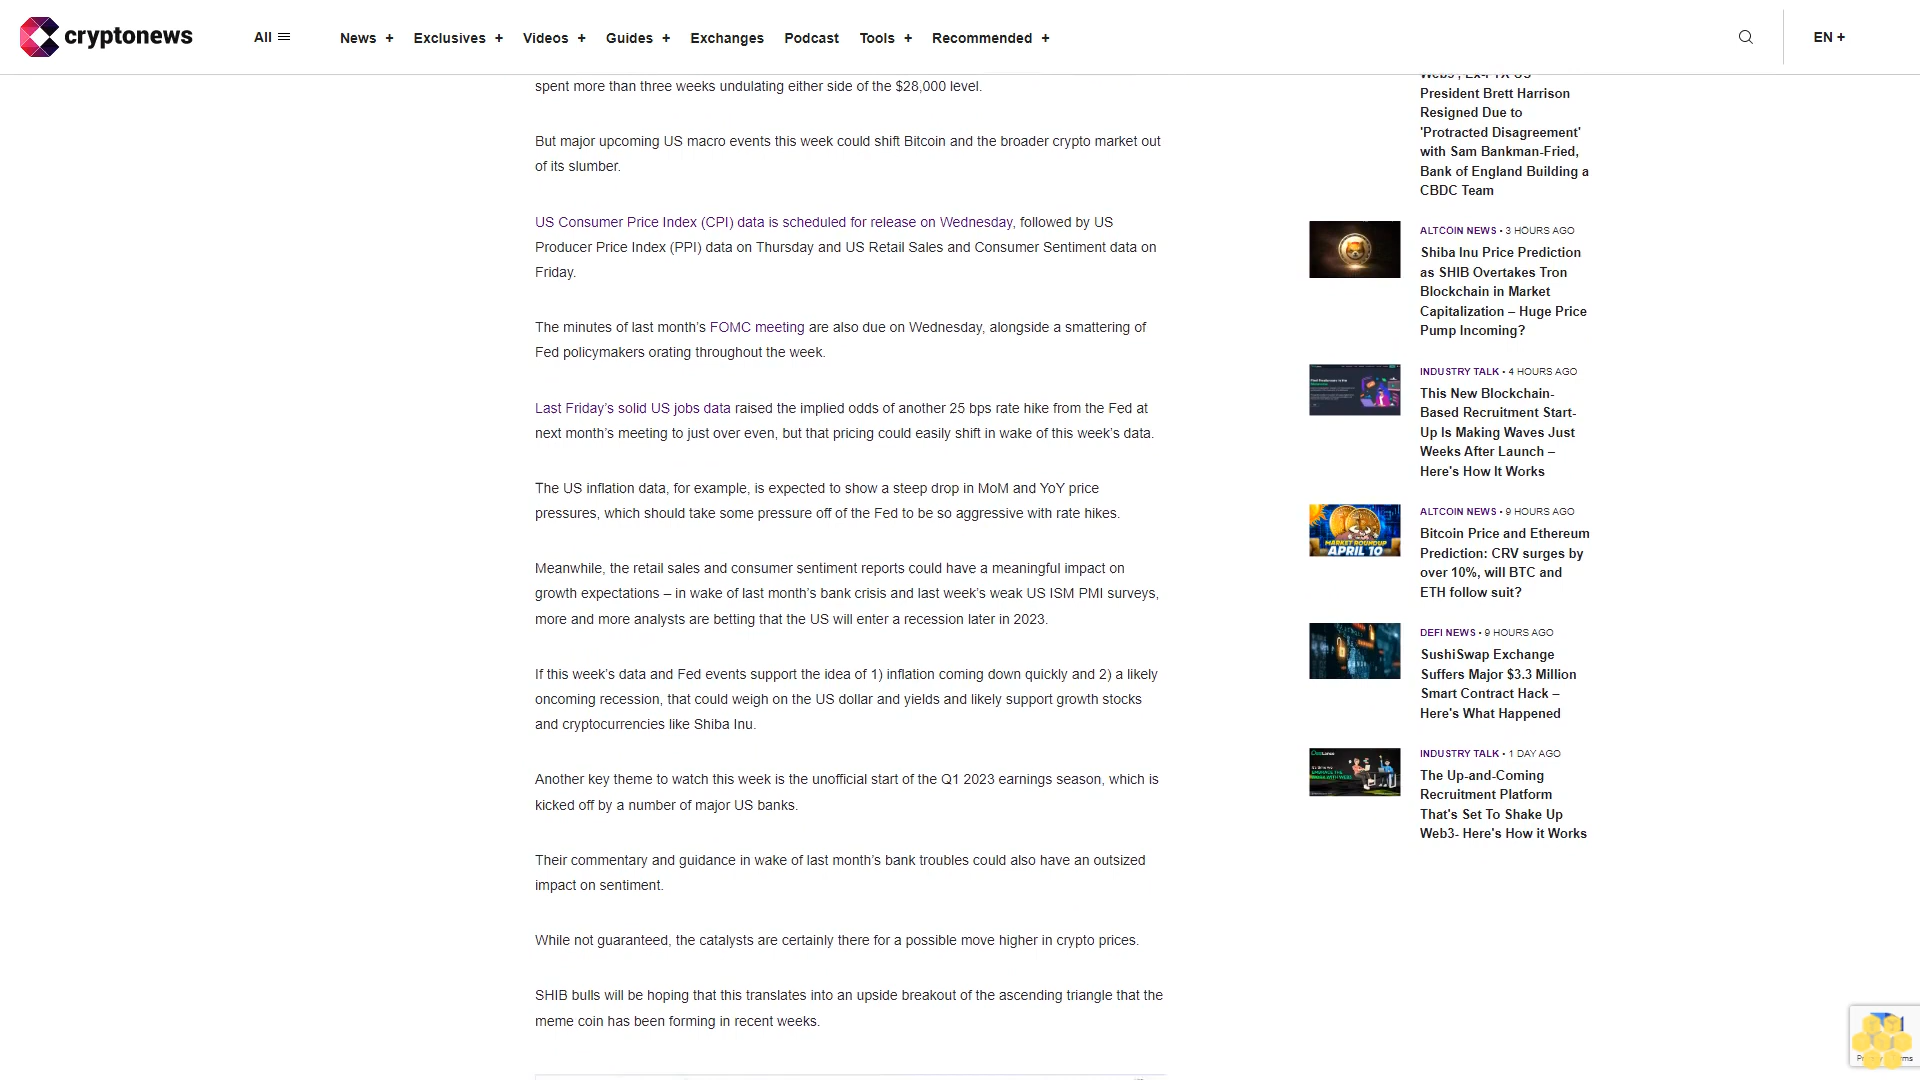 cryptonews
All
News +
Exclusives +
Videos +
Guides +
Exchanges
Podcast
Tools +
Recommended +
EN +
spent more than three weeks undulating either side of the $28,000 level.
But major upcoming US macro events this week could shift Bitcoin and the broader crypto market out
of its slumber.
US Consumer Price Index (CPI) data is scheduled for release on Wednesday, followed by US
Producer Price Index (PPI) data on Thursday and US Retail Sales and Consumer Sentiment data on
Friday.
The minutes of last month’s FOMC meeting are also due on Wednesday, alongside a smattering of
Fed policymakers orating throughout the week.
Last Friday’s solid US jobs data raised the implied odds of another 25 bps rate hike from the Fed at
next month’s meeting to just over even, but that pricing could easily shift in wake of this week’s data.
The US inflation data, for example, is expected to show a steep drop in MoM and YoY price
pressures, which should take some pressure off of the Fed to be so aggressive with rate hikes.
Meanwhile, the retail sales and consumer sentiment reports could have a meaningful impact on
growth expectations – in wake of last month’s bank crisis and last week’s weak US ISM PMI surveys,
more and more analysts are betting that the US will enter a recession later in 2023.
If this week’s data and Fed events support the idea of 1) inflation coming down quickly and 2) a likely
oncoming recession, that could weigh on the US dollar and yields and likely support growth stocks
and cryptocurrencies like Shiba Inu.
Another key theme to watch this week is the unofficial start of the Q1 2023 earnings season, which is
kicked off by a number of major US banks.
Their commentary and guidance in wake of last month’s bank troubles could also have an outsized
impact on sentiment.
While not guaranteed, the catalysts are certainly there for a possible move higher in crypto prices.
SHIB bulls will be hoping that this translates into an upside breakout of the ascending triangle that the
meme coin has been forming in recent weeks.
President Brett Harrison
Resigned Due to
'Protracted Disagreement'
with Sam Bankman-Fried,
Bank of England Building a
CBDC Team
ALTCOIN NEWS • 3 HOURS AGO
Shiba Inu Price Prediction
as SHIB Overtakes Tron
Blockchain in Market
Capitalization – Huge Price
Pump Incoming?
INDUSTRY TALK • 4 HOURS AGO
This New Blockchain-
Based Recruitment Start-
Up Is Making Waves Just
Weeks After Launch –
Here's How It Works
MARKET ROUNDUP
APRIL 10
ALTCOIN NEWS • 9 HOURS AGO
Bitcoin Price and Ethereum
Prediction: CRV surges by
over 10%, will BTC and
ETH follow suit?
DEFI NEWS • 9 HOURS AGO
SushiSwap Exchange
Suffers Major $3.3 Million
Smart Contract Hack –
Here's What Happened
INDUSTRY TALK • 1 DAY AGO
The Up-and-Coming
Recruitment Platform
That's Set To Shake Up
Web3- Here's How it Works